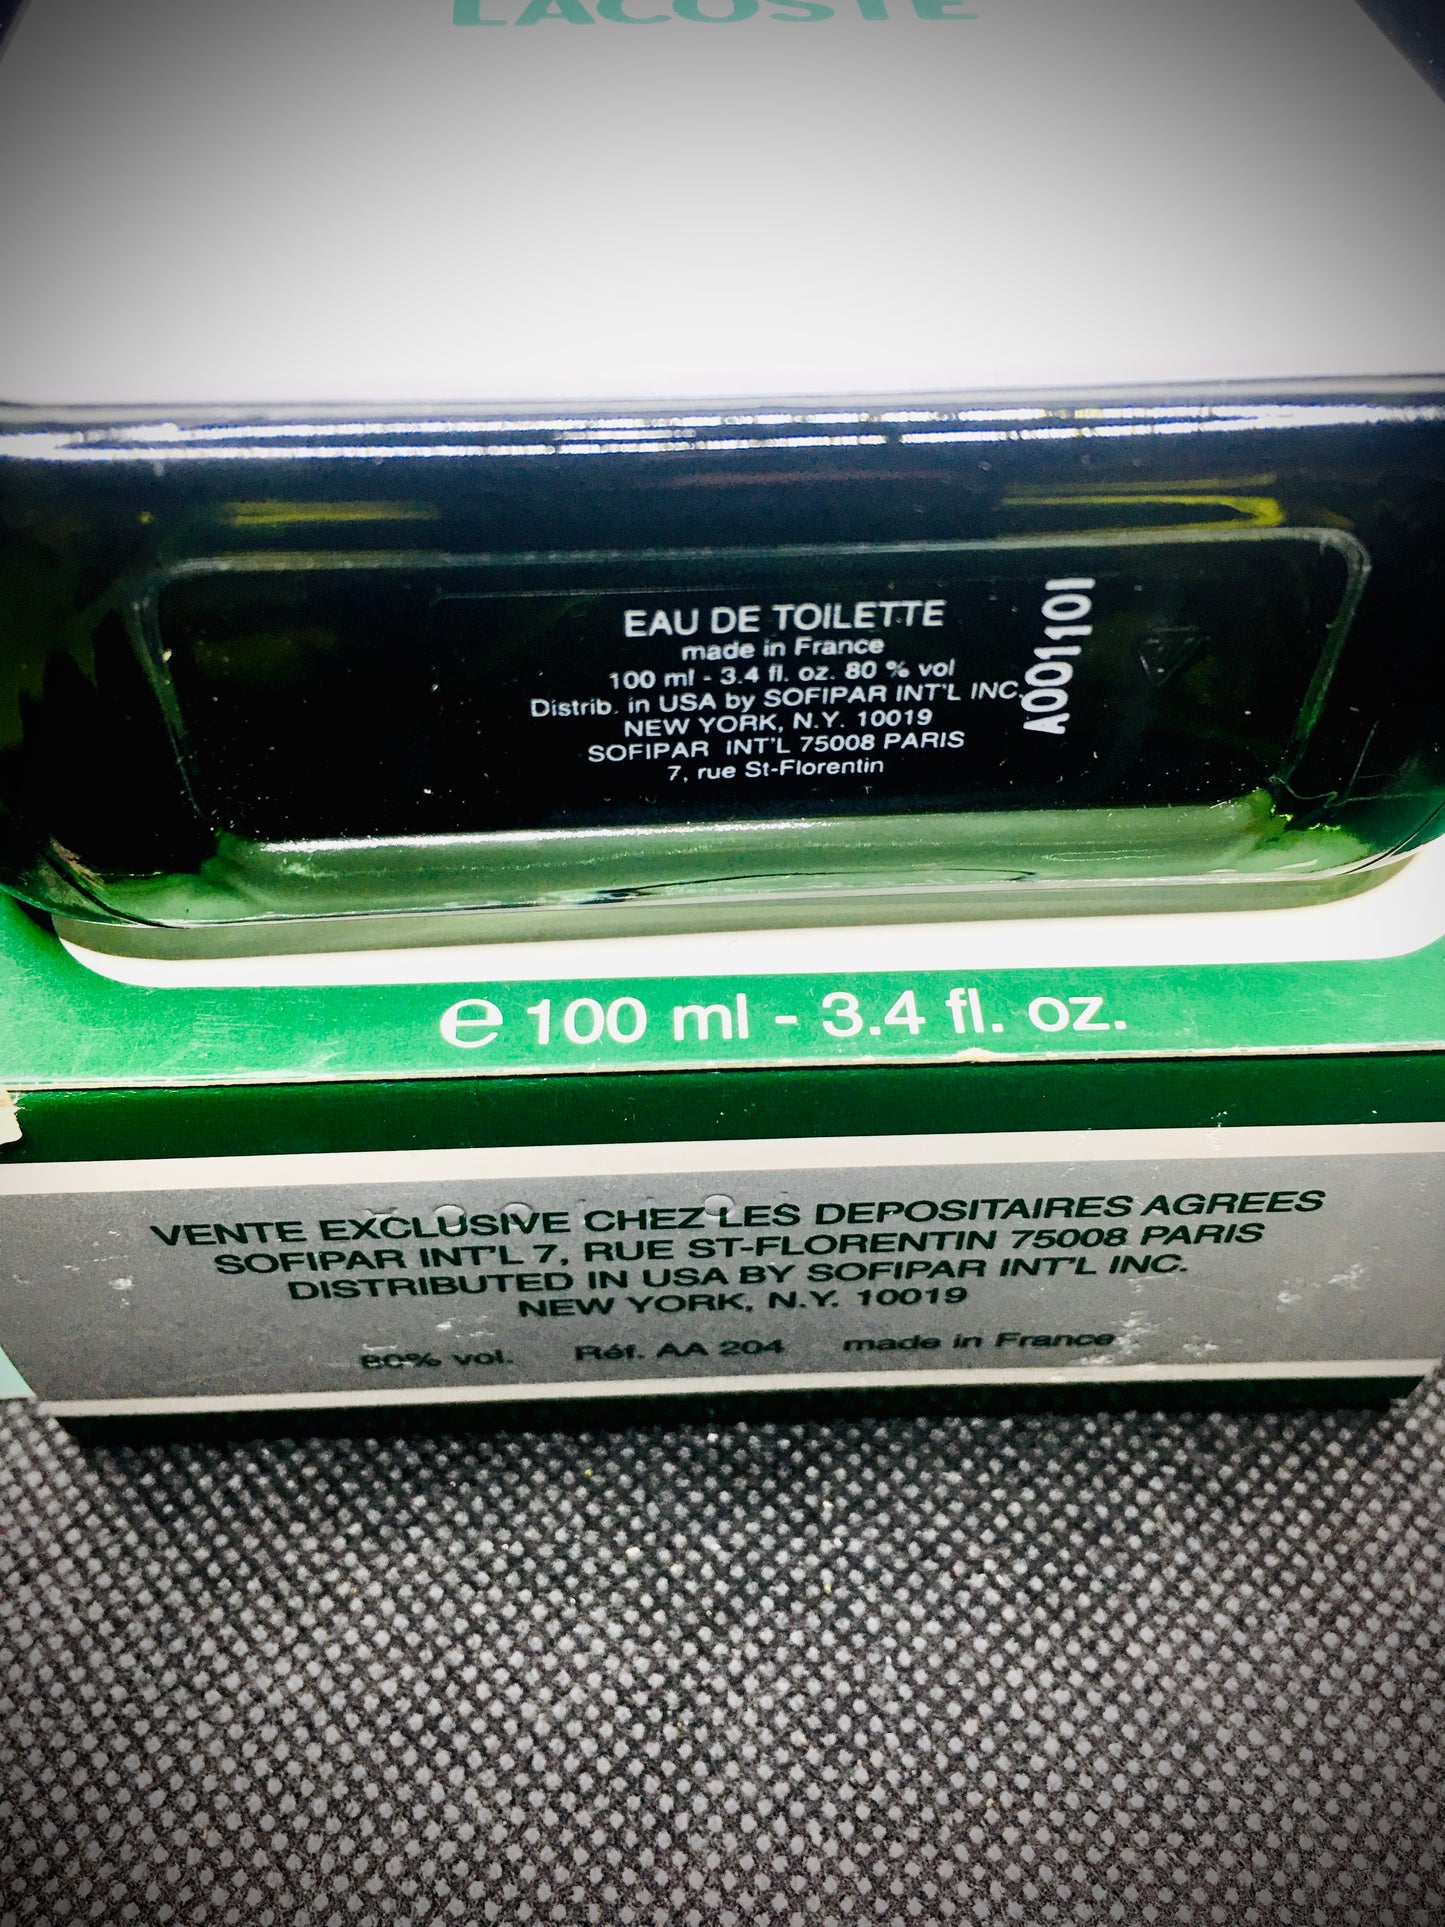 LACOSTE
EAU DE TOILETTE
made in France
100 ml - 3.4 fl. oz. 80 % vol
Distrib. in USA by SOFIPAR INT'L INC.
NEW YORK, N.Y. 10019
SOFIPAR INT'L 75008 PARIS
7, rue St-Florentin
A001101
e 100 ml - 3.4 fl. oz.
VENTE EXCLUSIVE CHEZ LES DEPOSITAIRES AGREES
SOFIPAR INT'L 7, RUE ST-FLORENTIN 75008 PARIS
DISTRIBUTED IN USA BY SOFIPAR INT'L INC.
NEW YORK, N.Y. 10019
80% vol. Réf. AA 204 made in France